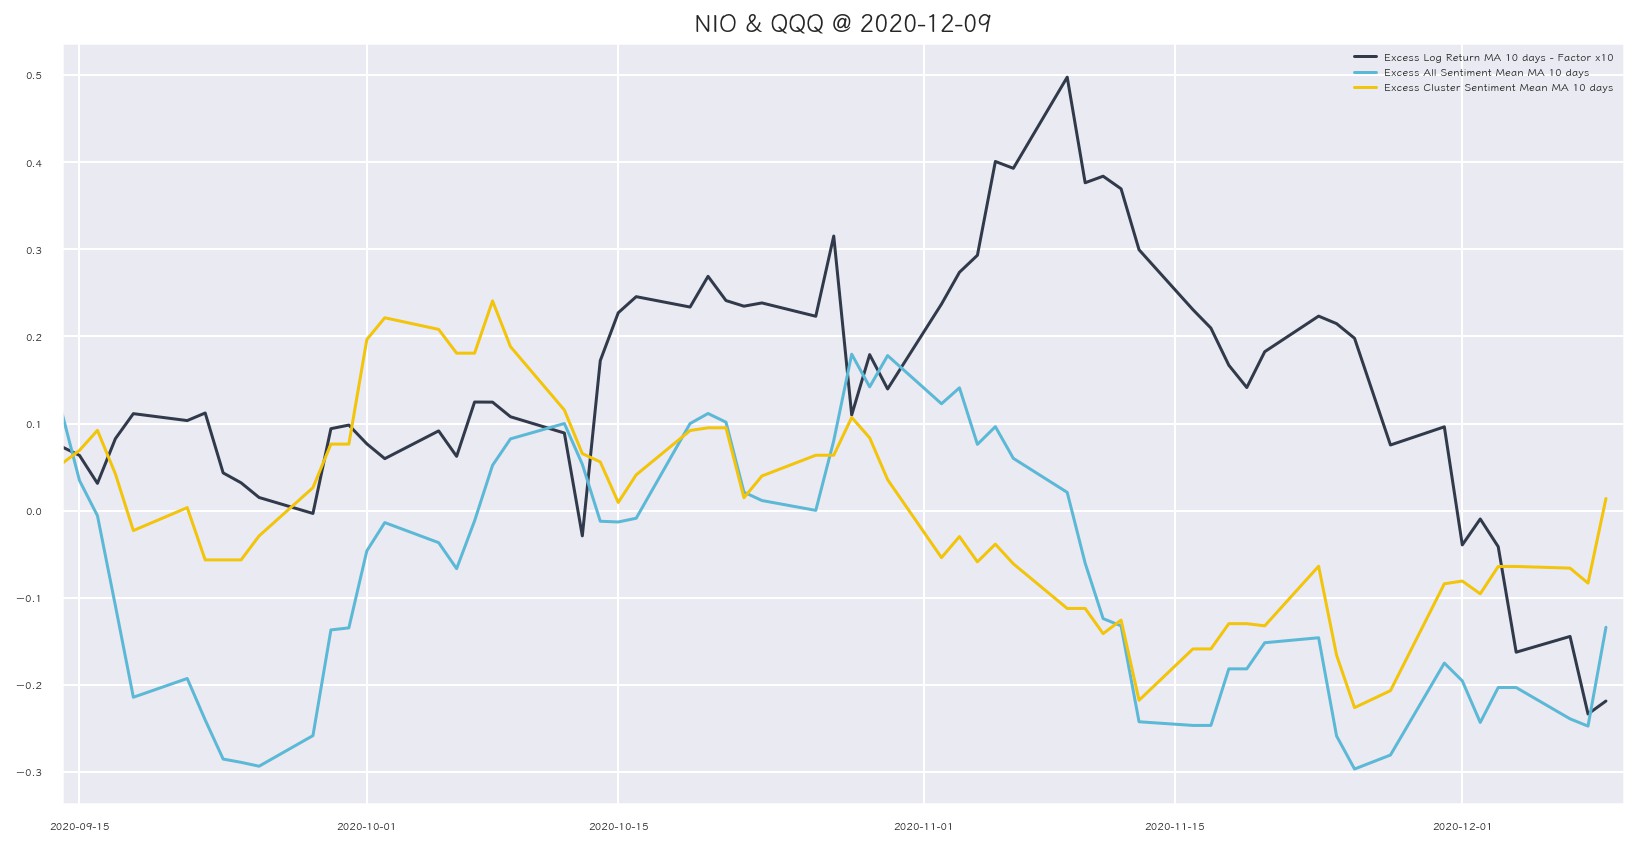 NIO & QQQ @ 2020-12-09
Excess Log Return MA 10 days - Factor x10
Excess All Sentiment Mean MA 10 days
Excess Cluster Sentiment Mean MA 10 days
0.5
0.4
0.3
0.2
0.1
0.0
−0.1
−0.2
−0.3
2020-09-15 2020-10-01 2020-10-15 2020-11-01 2020-11-15 2020-12-01